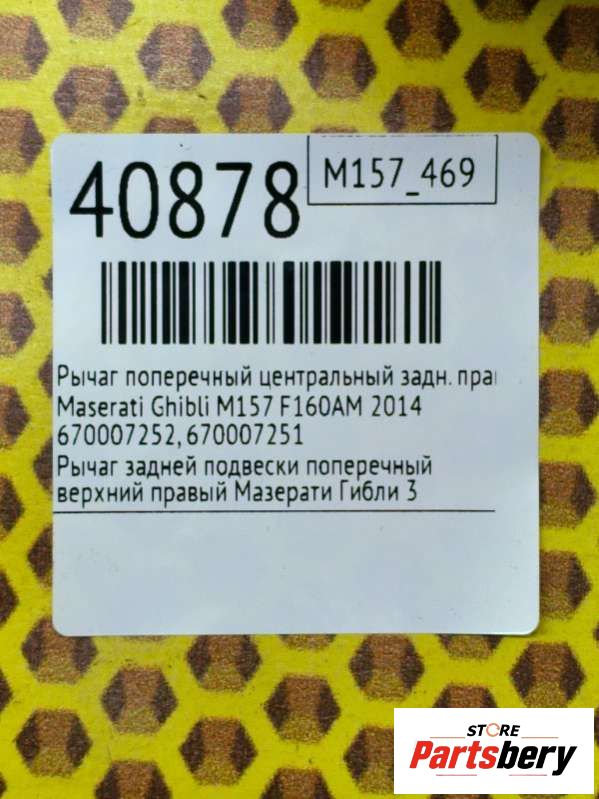 40878
M157_469
Рычаг поперечный центральный задн. пра
Maserati Ghibli M157 F160AM 2014
670007252, 670007251
Рычаг задней подвески поперечный
верхний правый Мазерати Гибли 3
STORE
Partsbery